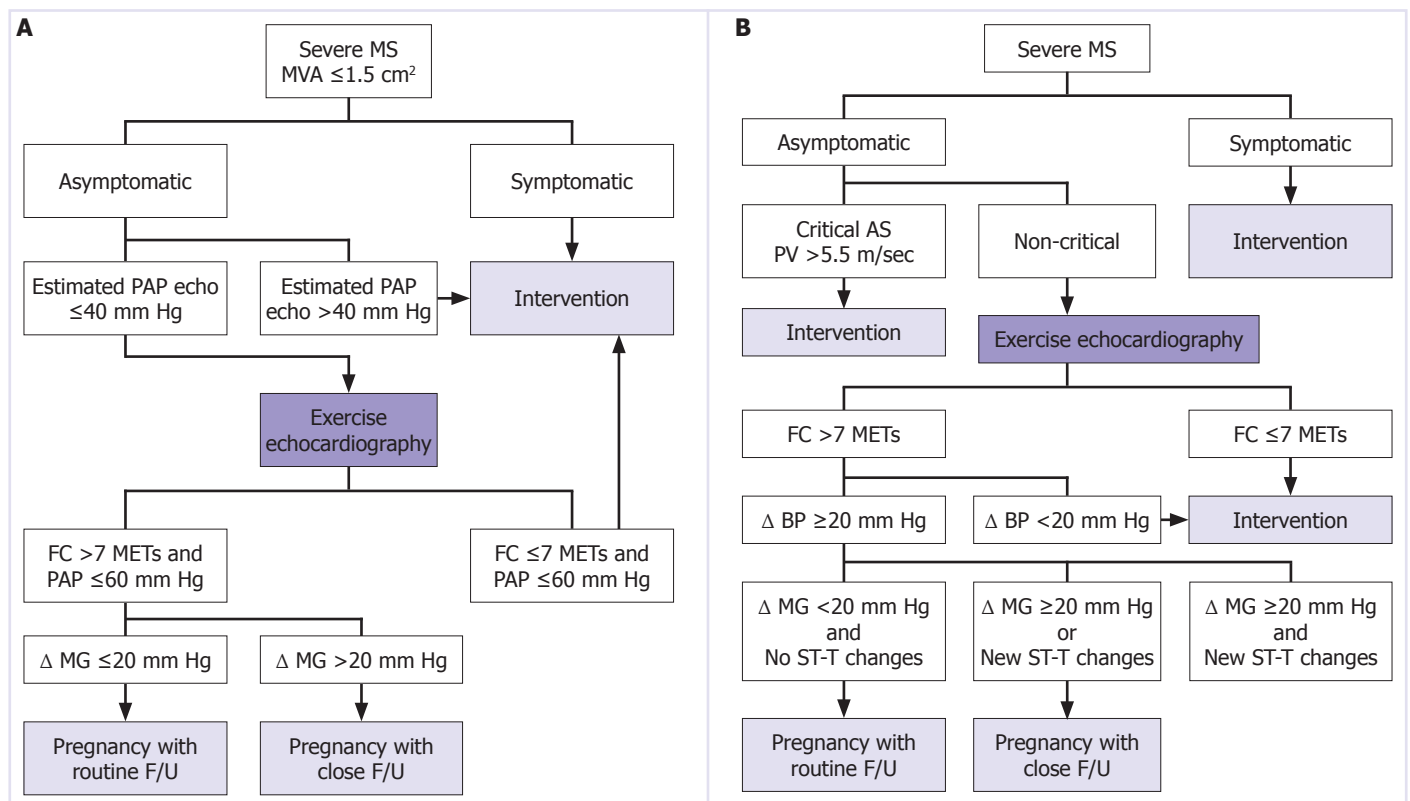 A
Severe MS
MVA ≤1.5 cm²
Asymptomatic
Symptomatic
Estimated PAP echo
≤40 mm Hg
Estimated PAP
echo >40 mm Hg
Intervention
Exercise
echocardiography
FC >7 METs and
PAP ≤60 mm Hg
FC ≤7 METs and
PAP ≤60 mm Hg
Δ MG ≤20 mm Hg
Δ MG >20 mm Hg
Pregnancy with
routine F/U
Pregnancy with
close F/U
B
Severe MS
Asymptomatic
Symptomatic
Critical AS
PV >5.5 m/sec
Non-critical
Intervention
Intervention
Exercise echocardiography
FC >7 METs
FC ≤7 METs
Δ BP ≥20 mm Hg
Δ BP <20 mm Hg
Intervention
Δ MG <20 mm Hg
and
No ST-T changes
Δ MG ≥20 mm Hg
or
New ST-T changes
Δ MG ≥20 mm Hg
and
New ST-T changes
Pregnancy with
routine F/U
Pregnancy with
close F/U